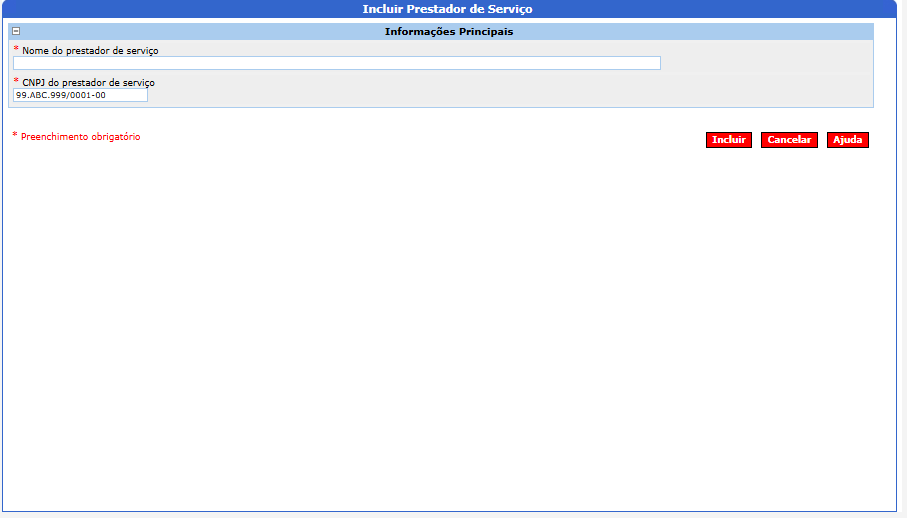 Incluir Prestador de Serviço
Informações Principais
* Nome do prestador de serviço
* CNPJ do prestador de serviço
99.ABC.999/0001-00
* Preenchimento obrigatório
Incluir Cancelar Ajuda